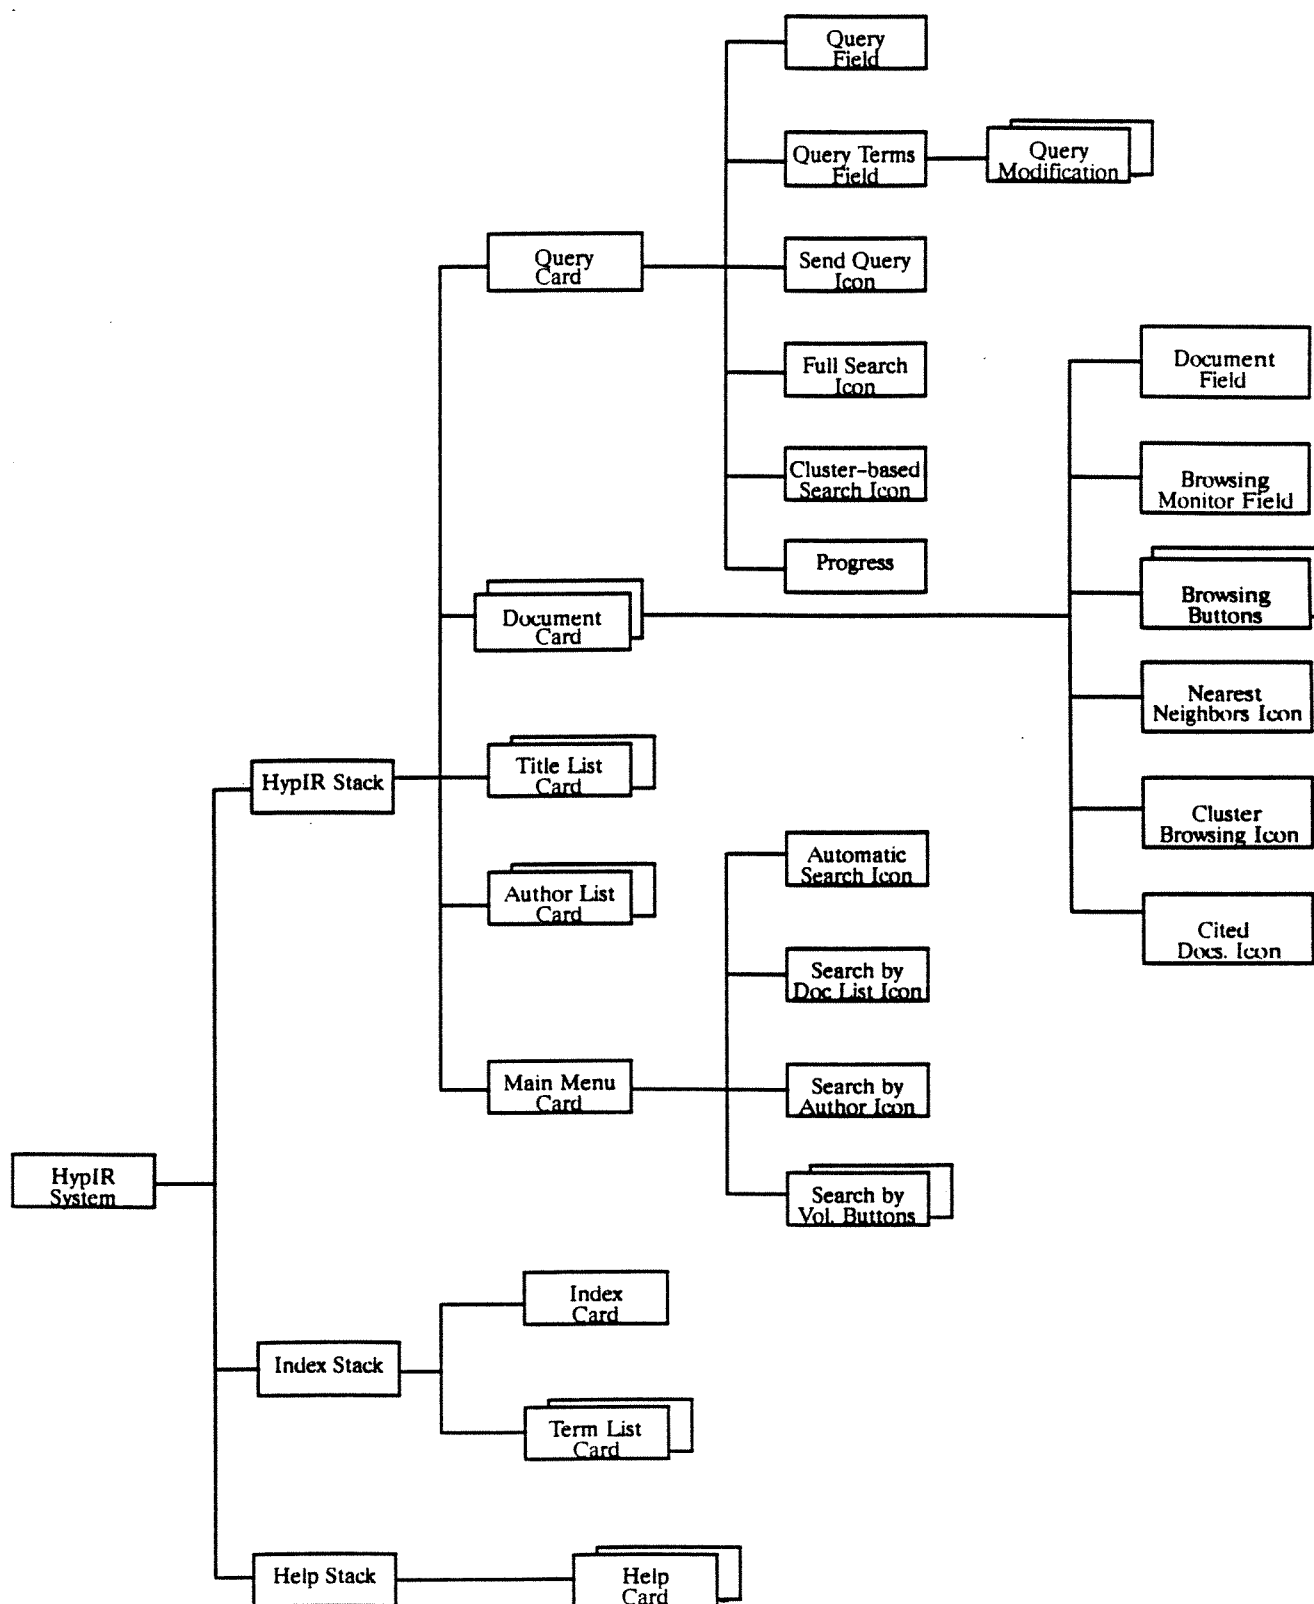 Query
Field
Query Terms
Field
Query
Modification
Query
Card
Send Query
Icon
Full Search
Icon
Document
Field
Cluster-based
Search Icon
Browsing
Monitor Field
Progress
Document
Card
Browsing
Buttons
Nearest
Neighbors Icon
HypIR Stack
Title List
Card
Cluster
Browsing Icon
Automatic
Search Icon
Author List
Card
Cited
Docs. Icon
Search by
Doc List Icon
Main Menu
Card
Search by
Author Icon
HypIR
System
Search by
Vol. Buttons
Index
Card
Index Stack
Term List
Card
Help Stack
Help
Card